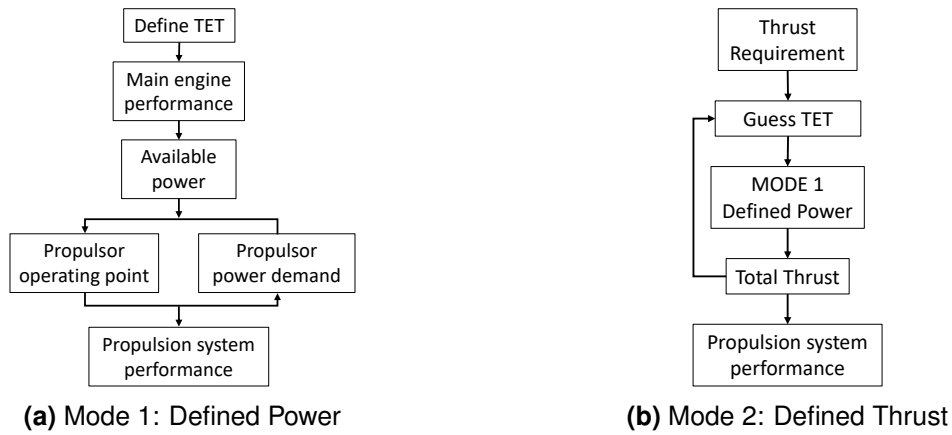 Define TET
Main engine
performance
Available
power
Propulsor
operating point
Propulsor
power demand
Propulsion system
performance
(a) Mode 1: Defined Power
Thrust
Requirement
Guess TET
MODE 1
Defined Power
Total Thrust
Propulsion system
performance
(b) Mode 2: Defined Thrust